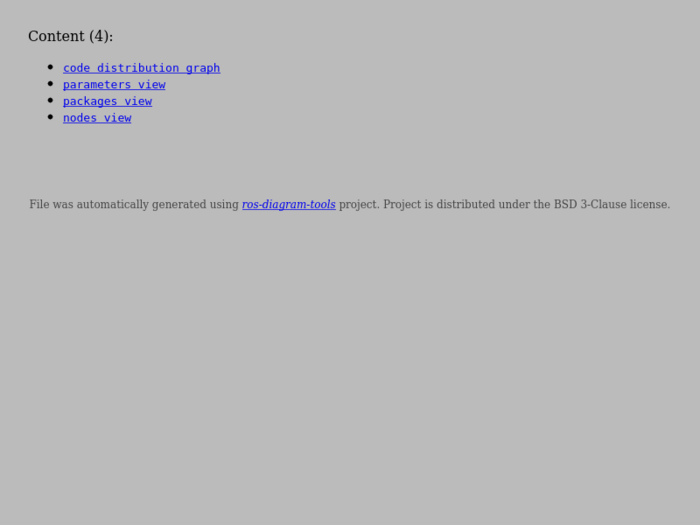 Content (4):
code distribution graph
parameters view
packages view
nodes view
File was automatically generated using ros-diagram-tools project. Project is distributed under the BSD 3-Clause license.